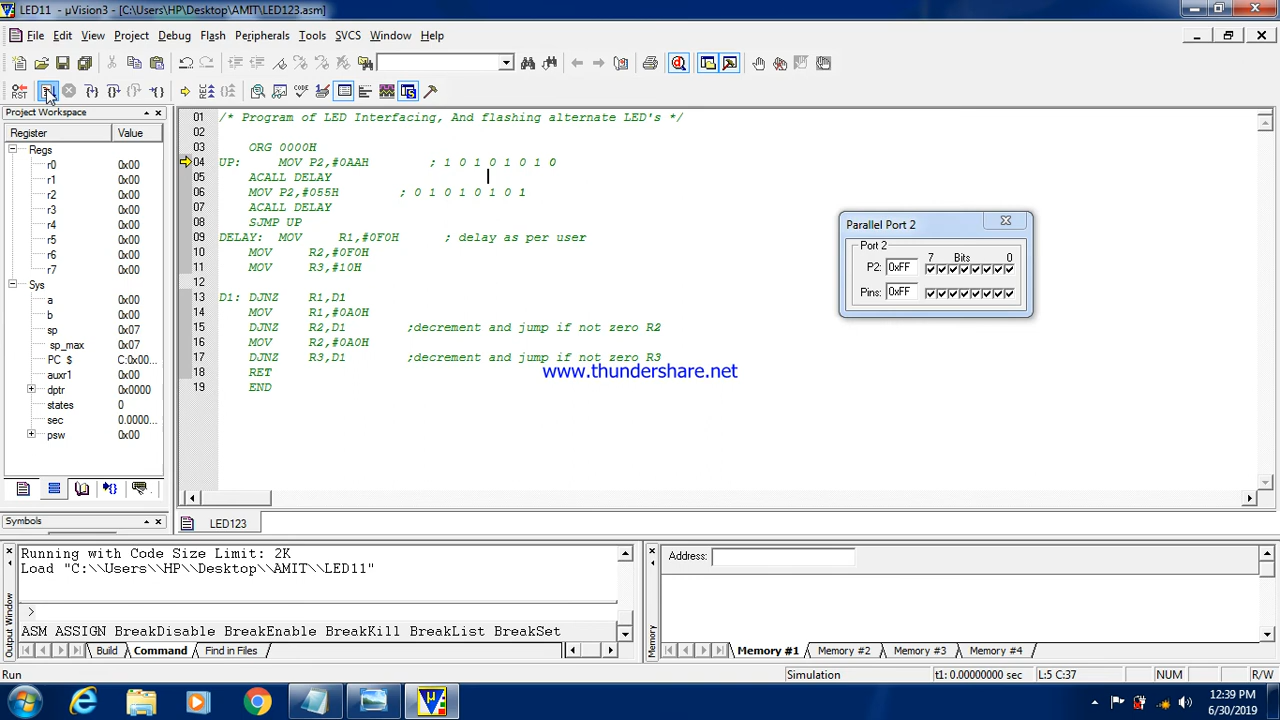 LED11 - µVision3 - [C:\Users\HP\Desktop\AMIT\LED123.asm]
File Edit View Project Debug Flash Peripherals Tools SVCS Window Help
RST
Project Workspace
Register Value
Regs
r0 0x00
r1 0x00
r2 0x00
r3 0x00
r4 0x00
r5 0x00
r6 0x00
r7 0x00
Sys
a 0x00
b 0x00
sp 0x07
sp_max 0x07
PC $ C:0x00...
auxr1 0x00
dptr 0x0000
states 0
sec 0.0000...
psw 0x00
Symbols
01 /* Program of LED Interfacing, And flashing alternate LED's */
02
03 ORG 0000H
04 UP: MOV P2,#0AAH ; 1 0 1 0 1 0 1 0
05 ACALL DELAY
06 MOV P2,#055H ; 0 1 0 1 0 1 0 1
07 ACALL DELAY
08 SJMP UP
09 DELAY: MOV R1,#0F0H ; delay as per user
10 MOV R2,#0F0H
11 MOV R3,#10H
12
13 D1: DJNZ R1,D1
14 MOV R1,#0A0H
15 DJNZ R2,D1 ;decrement and jump if not zero R2
16 MOV R2,#0A0H
17 DJNZ R3,D1 ;decrement and jump if not zero R3
18 RET
19 END
www.thundershare.net
Parallel Port 2
Port 2
7 Bits 0
P2: 0xFF
Pins: 0xFF
LED123
Output Window
Running with Code Size Limit: 2K
Load "C:\\Users\\HP\\Desktop\\AMIT\\LED11"
>
ASM ASSIGN BreakDisable BreakEnable BreakKill BreakList BreakSet
Build Command Find in Files
Memory
Address:
Memory #1 Memory #2 Memory #3 Memory #4
Run Simulation t1: 0.00000000 sec L:5 C:37 NUM R/W
12:39 PM
6/30/2019